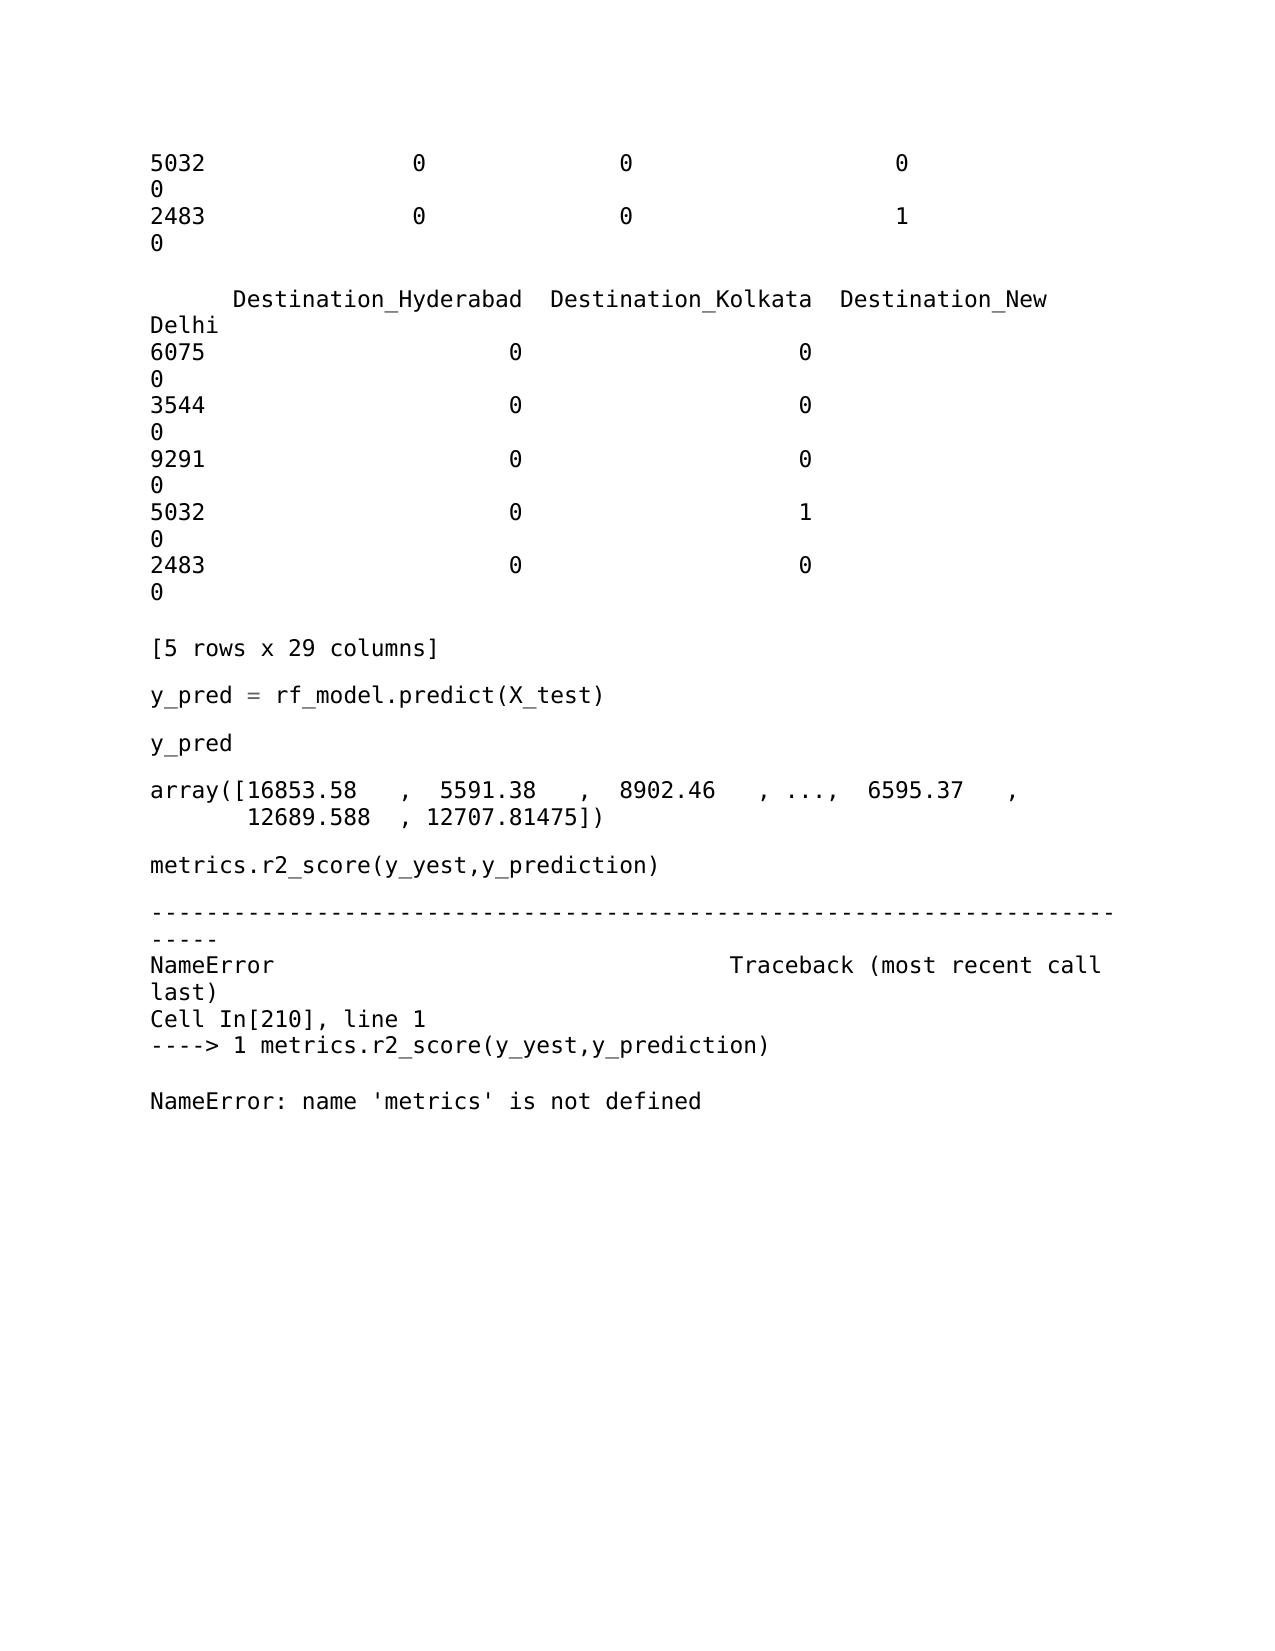 5032               0              0                   0
0
2483               0              0                   1
0
      Destination_Hyderabad  Destination_Kolkata  Destination_New
Delhi
6075                      0                    0
0
3544                      0                    0
0
9291                      0                    0
0
5032                      0                    1
0
2483                      0                    0
0
[5 rows x 29 columns]
y_pred = rf_model.predict(X_test)
y_pred
array([16853.58   ,  5591.38   ,  8902.46   , ...,  6595.37   ,
       12689.588  , 12707.81475])
metrics.r2_score(y_yest,y_prediction)
----------------------------------------------------------------------
-----
NameError                                 Traceback (most recent call
last)
Cell In[210], line 1
----> 1 metrics.r2_score(y_yest,y_prediction)
NameError: name 'metrics' is not defined